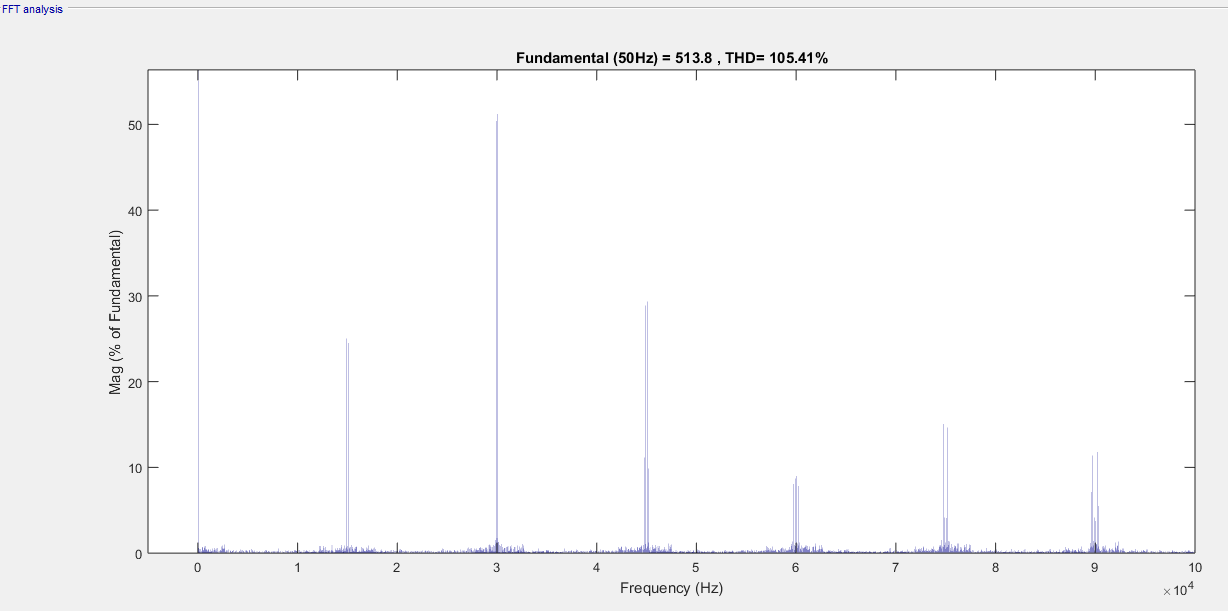 FFT analysis
Fundamental (50Hz) = 513.8 , THD= 105.41%
Mag (% of Fundamental)
50
40
30
20
10
0
0 1 2 3 4 5 6 7 8 9 10
Frequency (Hz)
×10^4